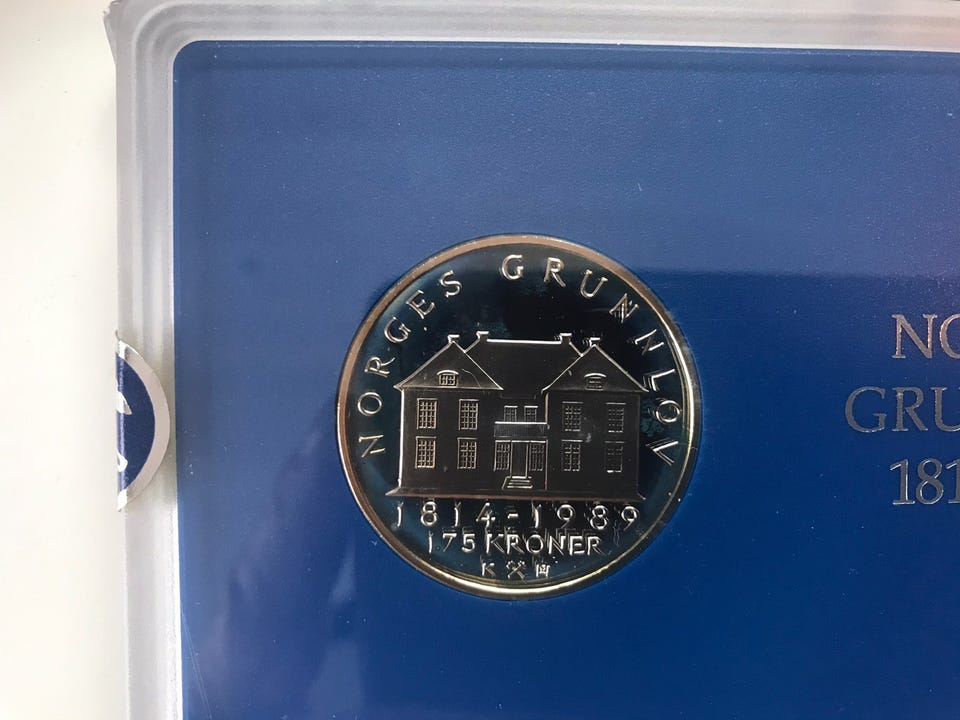 NORGES GRUNNLOV
1814-1989
175 KRONER
K ⚒ H
NO
GRU
181